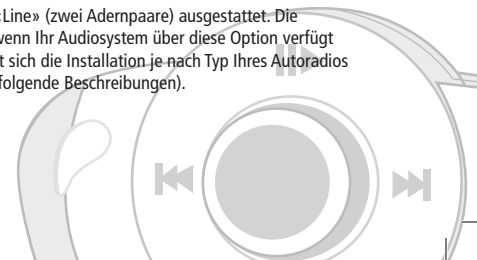 «Line» (zwei Adernpaare) ausgestattet. Die
wenn Ihr Audiosystem über diese Option verfügt
t sich die Installation je nach Typ Ihres Autoradios
folgende Beschreibungen).